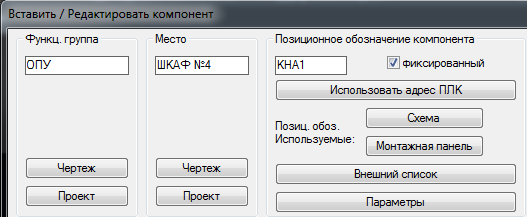 Вставить / Редактировать компонент
Функц. группа
ОПУ
Чертеж
Проект
Место
ШКАФ №4
Чертеж
Проект
Позиционное обозначение компонента
КНА1
фиксированный
Использовать адрес ПЛК
Позиц. обоз.
Используемые:
Схема
Монтажная панель
Внешний список
Параметры